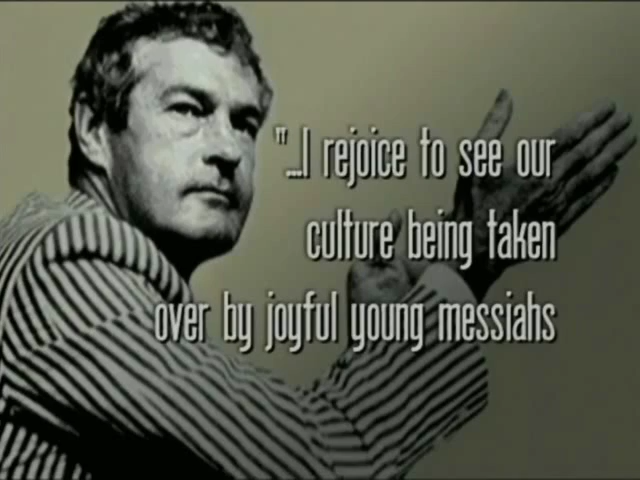 "...I rejoice to see our
culture being taken
over by joyful young messiahs